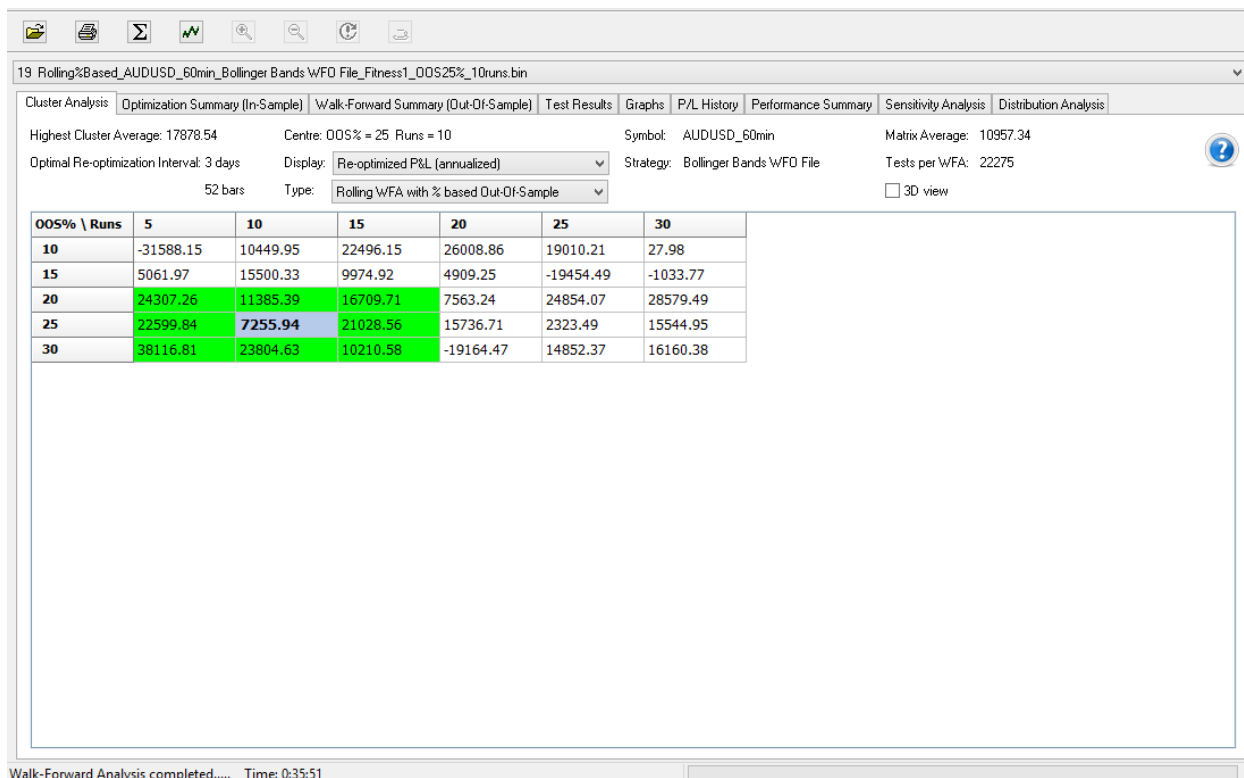 19 Rolling%Based_AUDUSD_60min_Bollinger Bands WFO File_Fitness1_OOS25%_10runs.bin
Cluster Analysis Optimization Summary (In-Sample) Walk-Forward Summary (Out-Of-Sample) Test Results Graphs P/L History Performance Summary Sensitivity Analysis Distribution Analysis
Highest Cluster Average: 17878.54 Centre: OOS% = 25 Runs = 10 Symbol: AUDUSD_60min Matrix Average: 10957.34
Optimal Re-optimization Interval: 3 days Display: Re-optimized P&L (annualized) Strategy: Bollinger Bands WFO File Tests per WFA: 22275
52 bars Type: Rolling WFA with % based Out-Of-Sample 3D view
OOS% \ Runs 5 10 15 20 25 30
10 -31588.15 10449.95 22496.15 26008.86 19010.21 27.98
15 5061.97 15500.33 9974.92 4909.25 -19454.49 -1033.77
20 24307.26 11385.39 16709.71 7563.24 24854.07 28579.49
25 22599.84 7255.94 21028.56 15736.71 2323.49 15544.95
30 38116.81 23804.63 10210.58 -19164.47 14852.37 16160.38
Walk-Forward Analysis completed..... Time: 0:35:51